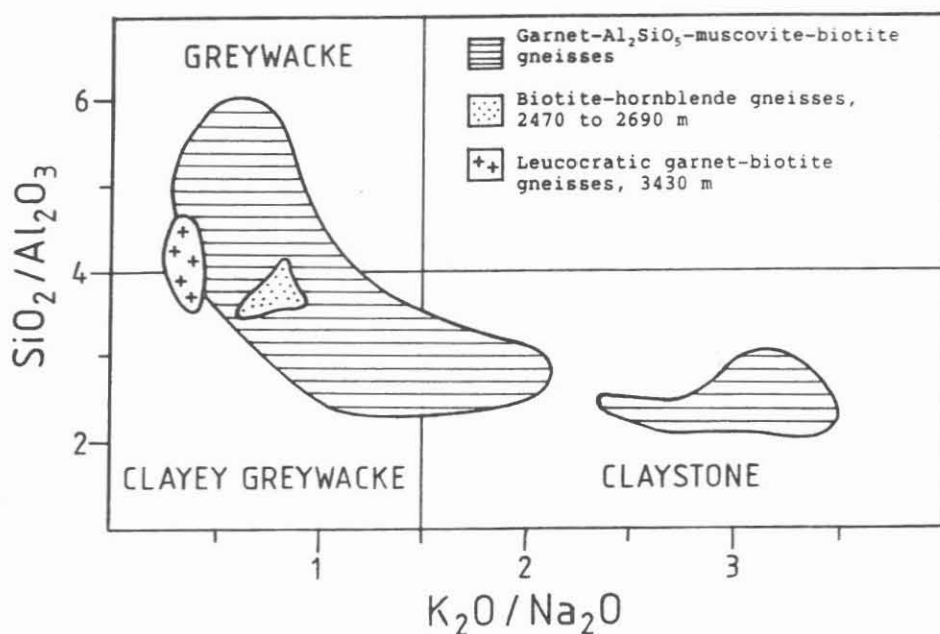 GREYWACKE
Garnet-Al₂SiO₅-muscovite-biotite
gneisses
Biotite-hornblende gneisses,
2470 to 2690 m
Leucocratic garnet-biotite
gneisses, 3430 m
6
4
2
SiO₂/Al₂O₃
CLAYEY GREYWACKE
CLAYSTONE
1
2
3
K₂O/Na₂O